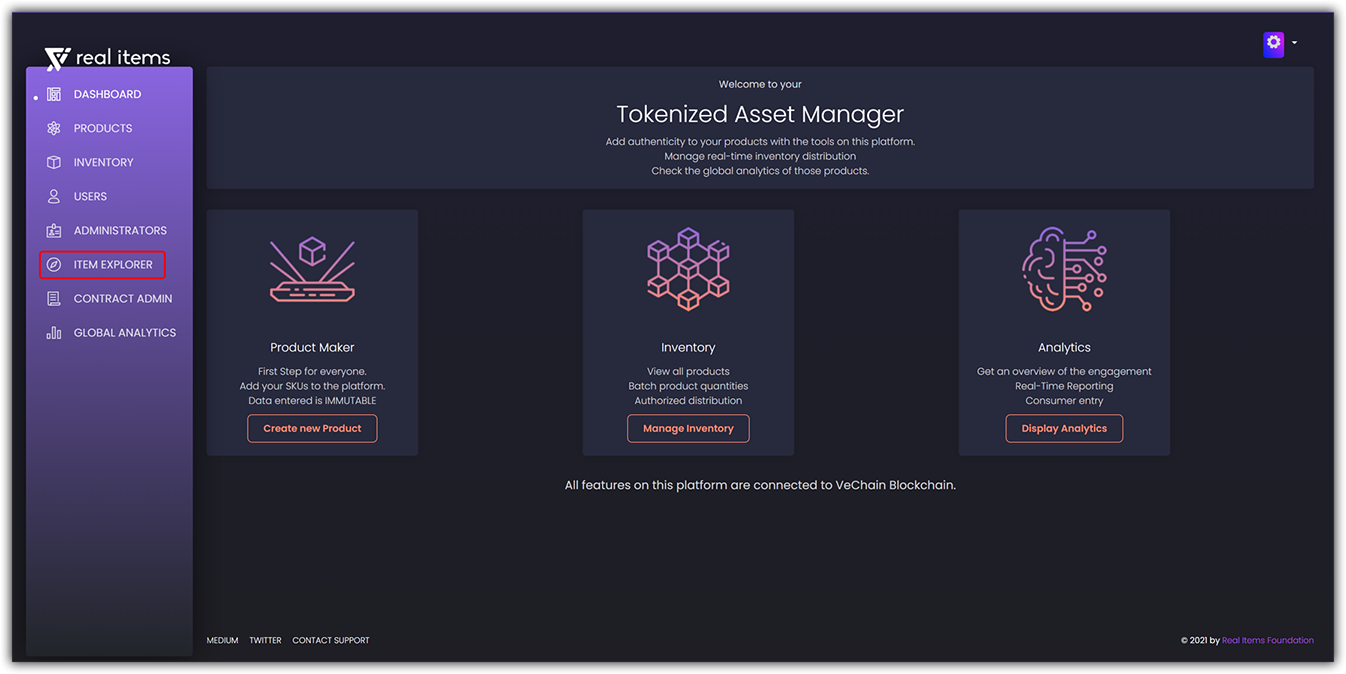 real items
DASHBOARD
PRODUCTS
INVENTORY
USERS
ADMINISTRATORS
ITEM EXPLORER
CONTRACT ADMIN
GLOBAL ANALYTICS
Welcome to your
Tokenized Asset Manager
Add authenticity to your products with the tools on this platform.
Manage real-time inventory distribution
Check the global analytics of those products.
Product Maker
First Step for everyone.
Add your SKUs to the platform.
Data entered is IMMUTABLE
Create new Product
Inventory
View all products
Batch product quantities
Authorized distribution
Manage Inventory
Analytics
Get an overview of the engagement
Real-Time Reporting
Consumer entry
Display Analytics
All features on this platform are connected to VeChain Blockchain.
MEDIUM TWITTER CONTACT SUPPORT
© 2021 by Real Items Foundation